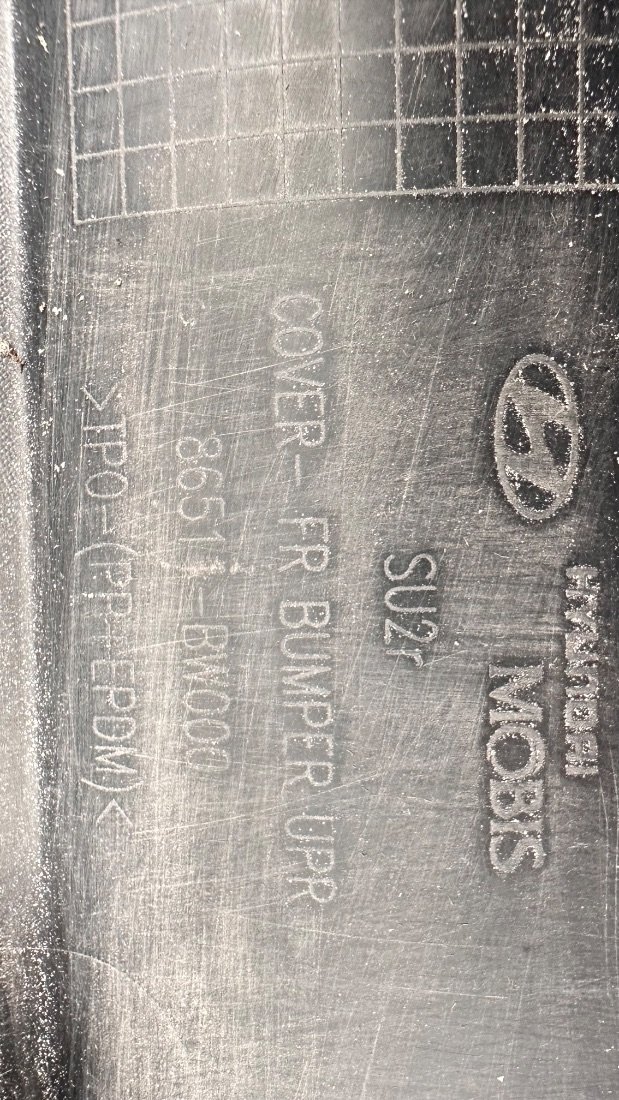 HYUNDAI
MOBIS
SU2r
COVER- FR BUMPER UPR
86511-BW000
>TPO-(PP+EPDM)<